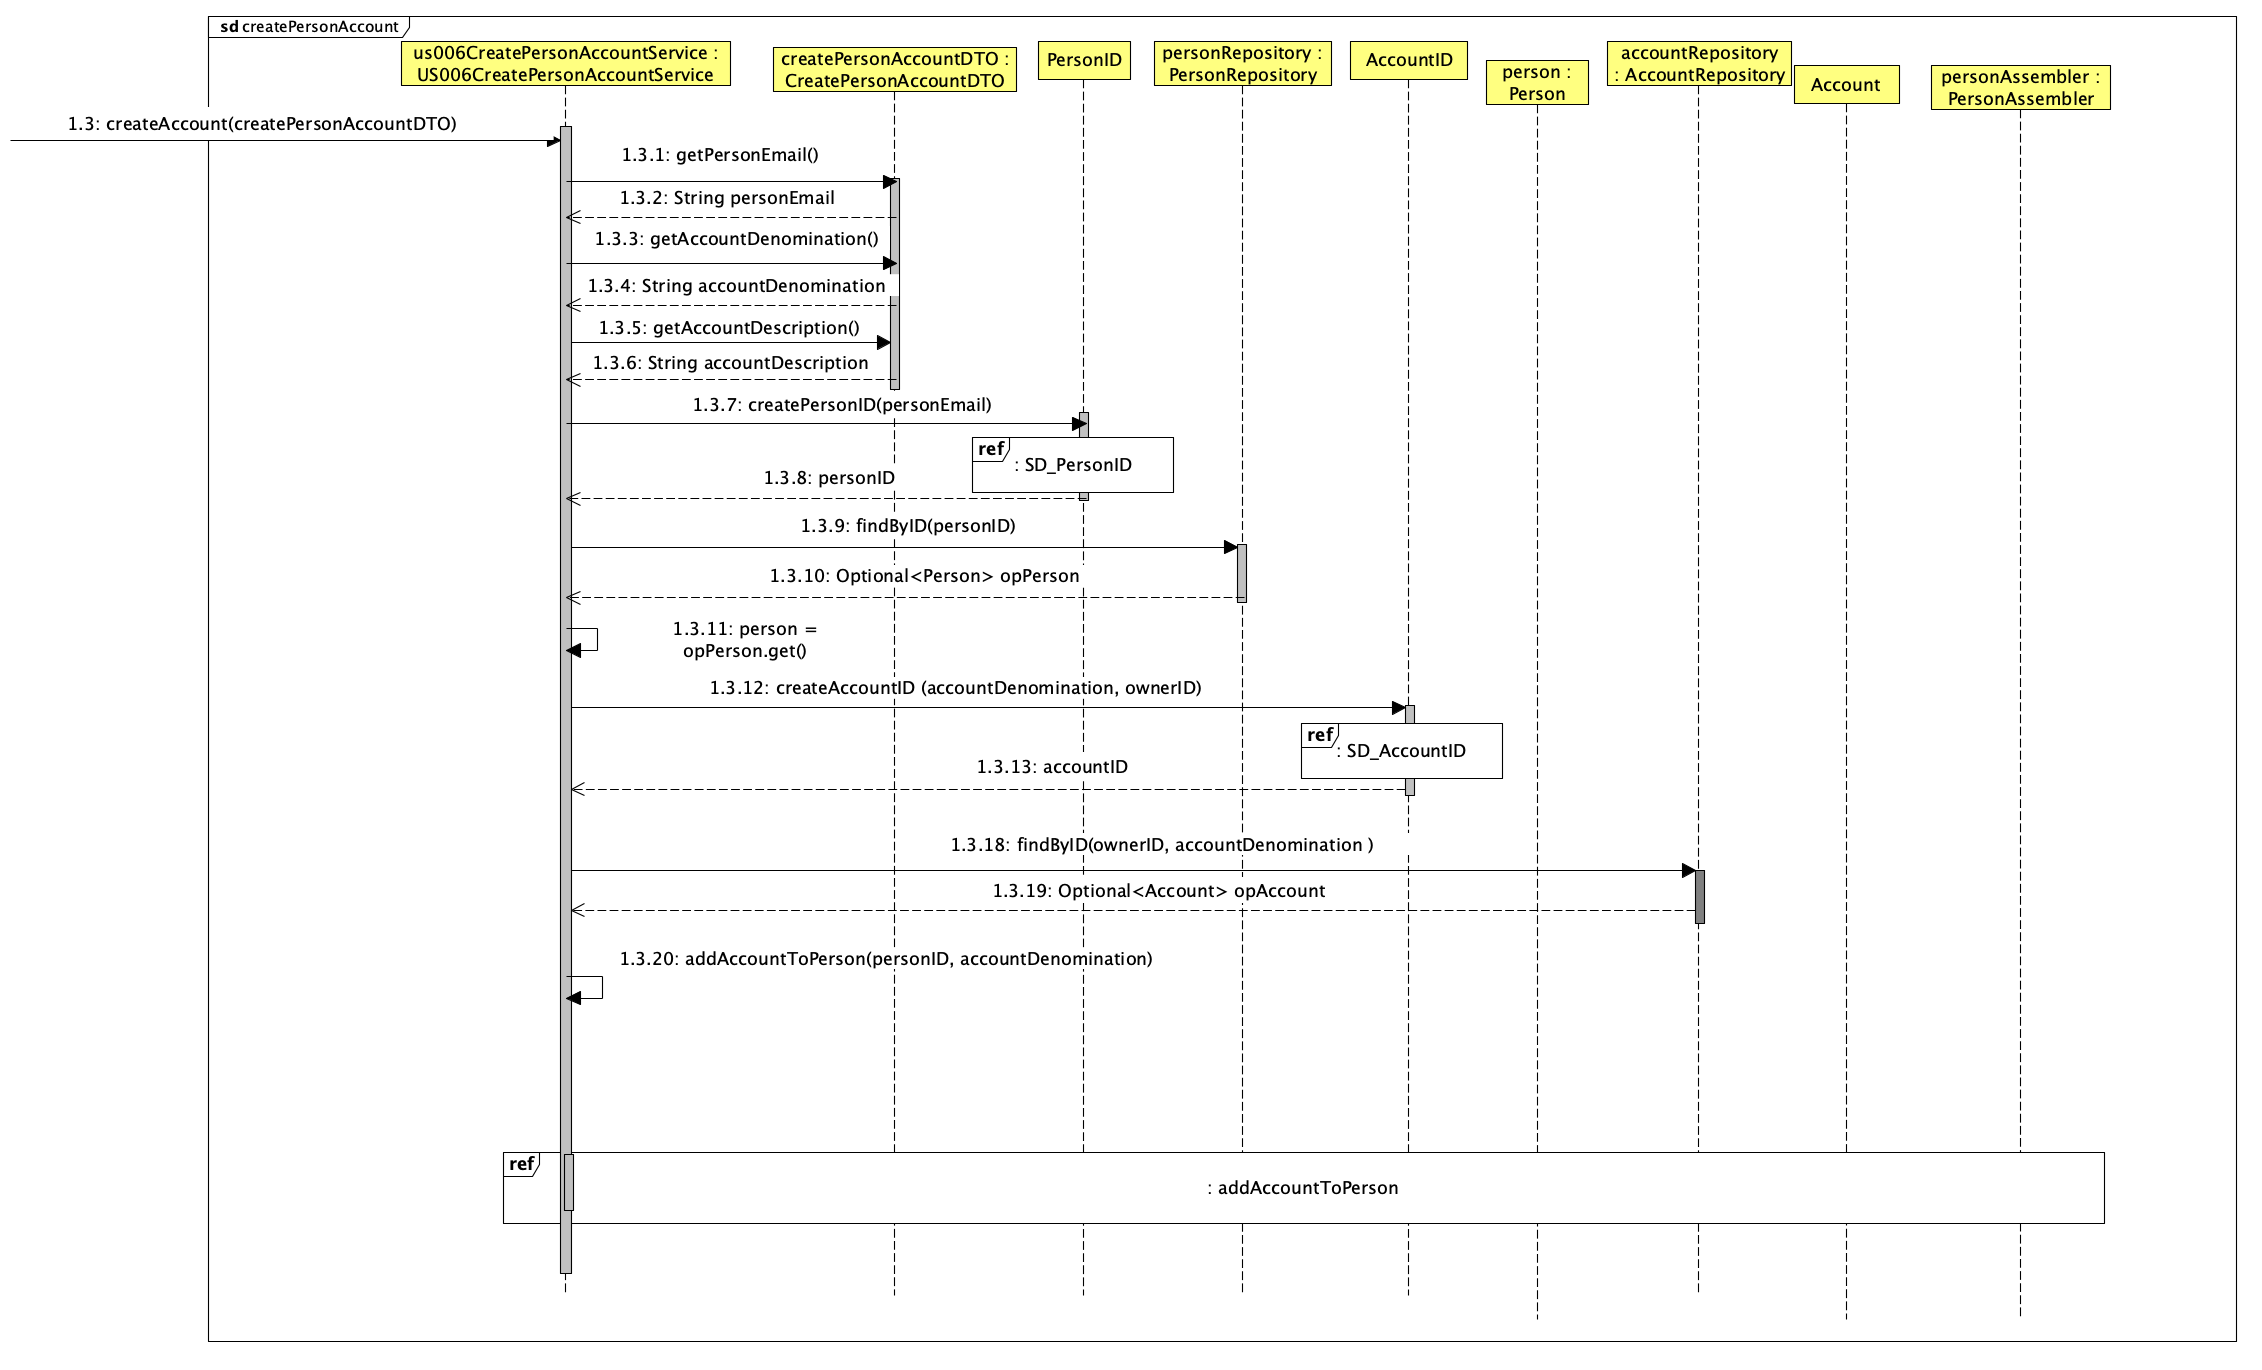 sd createPersonAccount
us006CreatePersonAccountService :
US006CreatePersonAccountService
createPersonAccountDTO :
CreatePersonAccountDTO
PersonID
personRepository :
PersonRepository
AccountID
person :
Person
accountRepository
: AccountRepository
Account
personAssembler :
PersonAssembler
1.3: createAccount(createPersonAccountDTO)
1.3.1: getPersonEmail()
1.3.2: String personEmail
1.3.3: getAccountDenomination()
1.3.4: String accountDenomination
1.3.5: getAccountDescription()
1.3.6: String accountDescription
1.3.7: createPersonID(personEmail)
ref
: SD_PersonID
1.3.8: personID
1.3.9: findByID(personID)
1.3.10: Optional<Person> opPerson
1.3.11: person =
opPerson.get()
1.3.12: createAccountID (accountDenomination, ownerID)
ref
: SD_AccountID
1.3.13: accountID
1.3.18: findByID(ownerID, accountDenomination )
1.3.19: Optional<Account> opAccount
1.3.20: addAccountToPerson(personID, accountDenomination)
ref
: addAccountToPerson